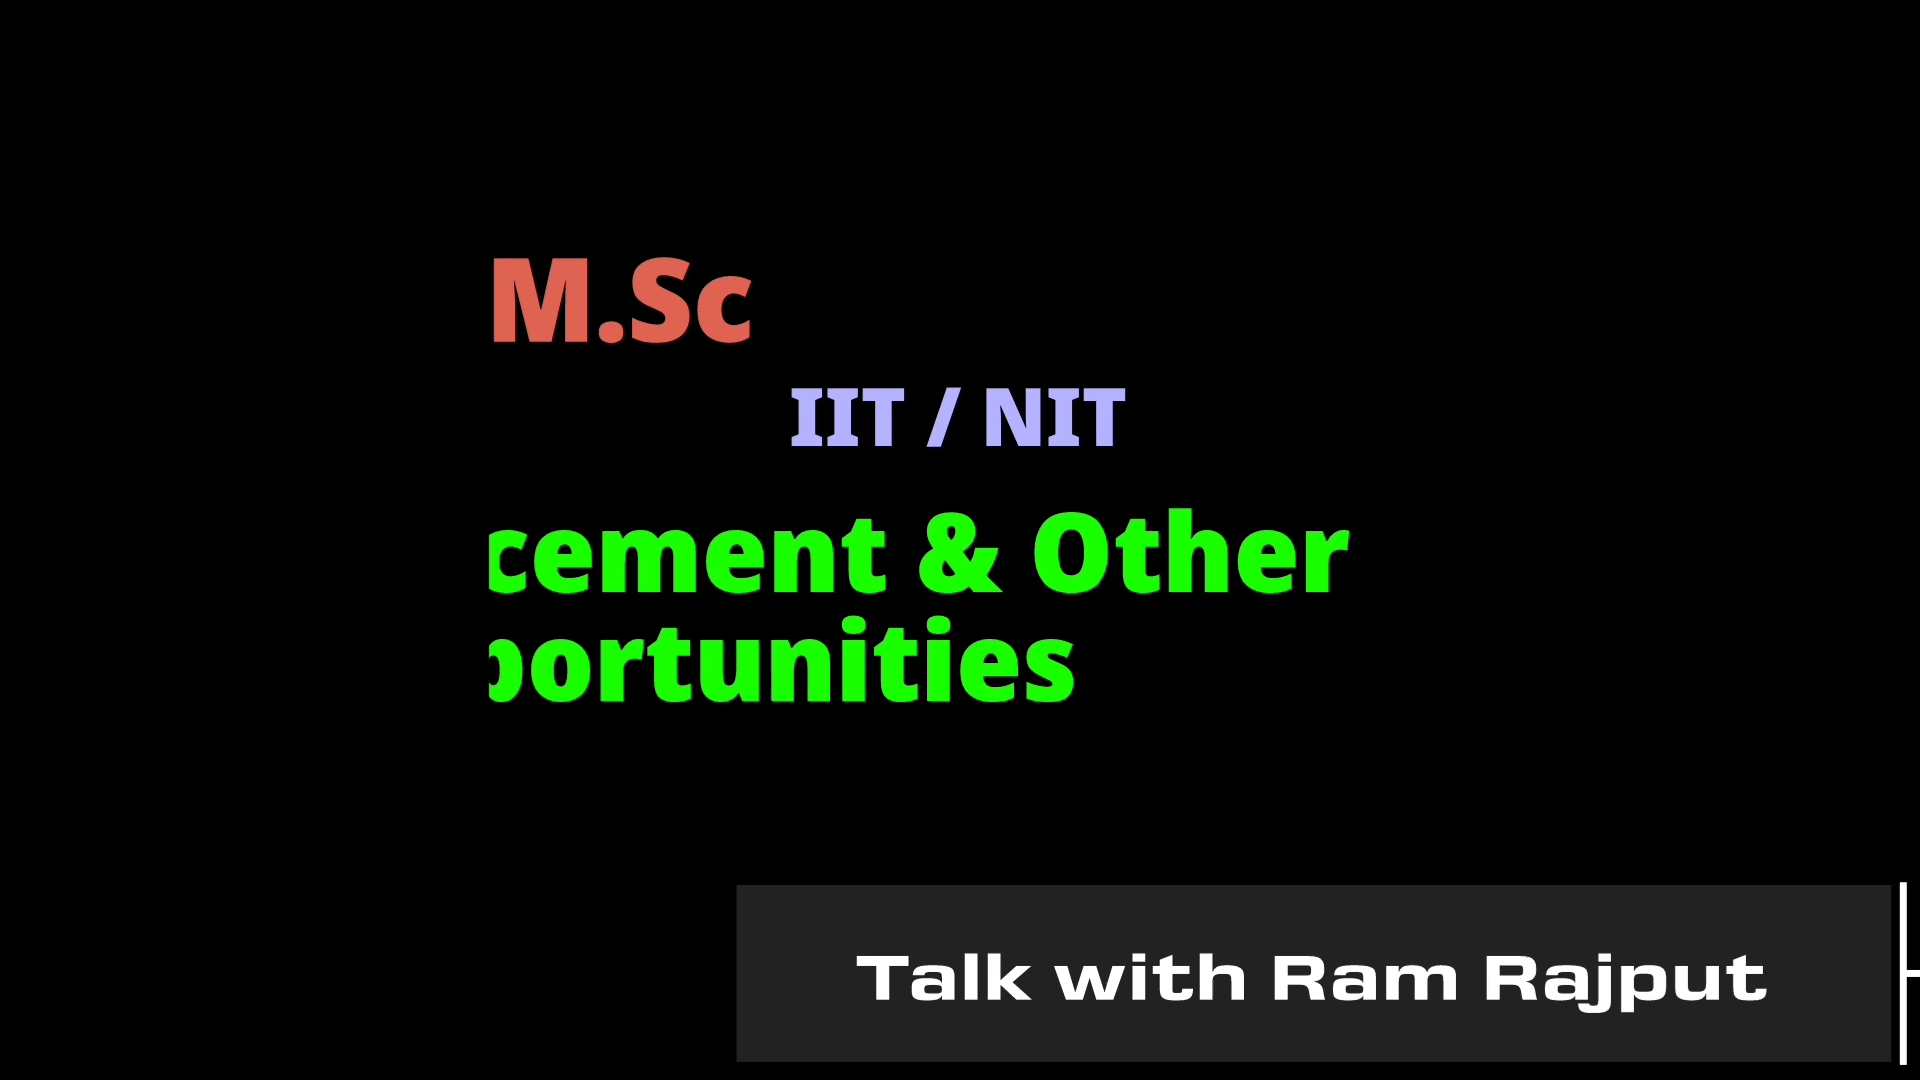 M.Sc
IIT / NIT
cement & Other
portunities
Talk with Ram Rajput